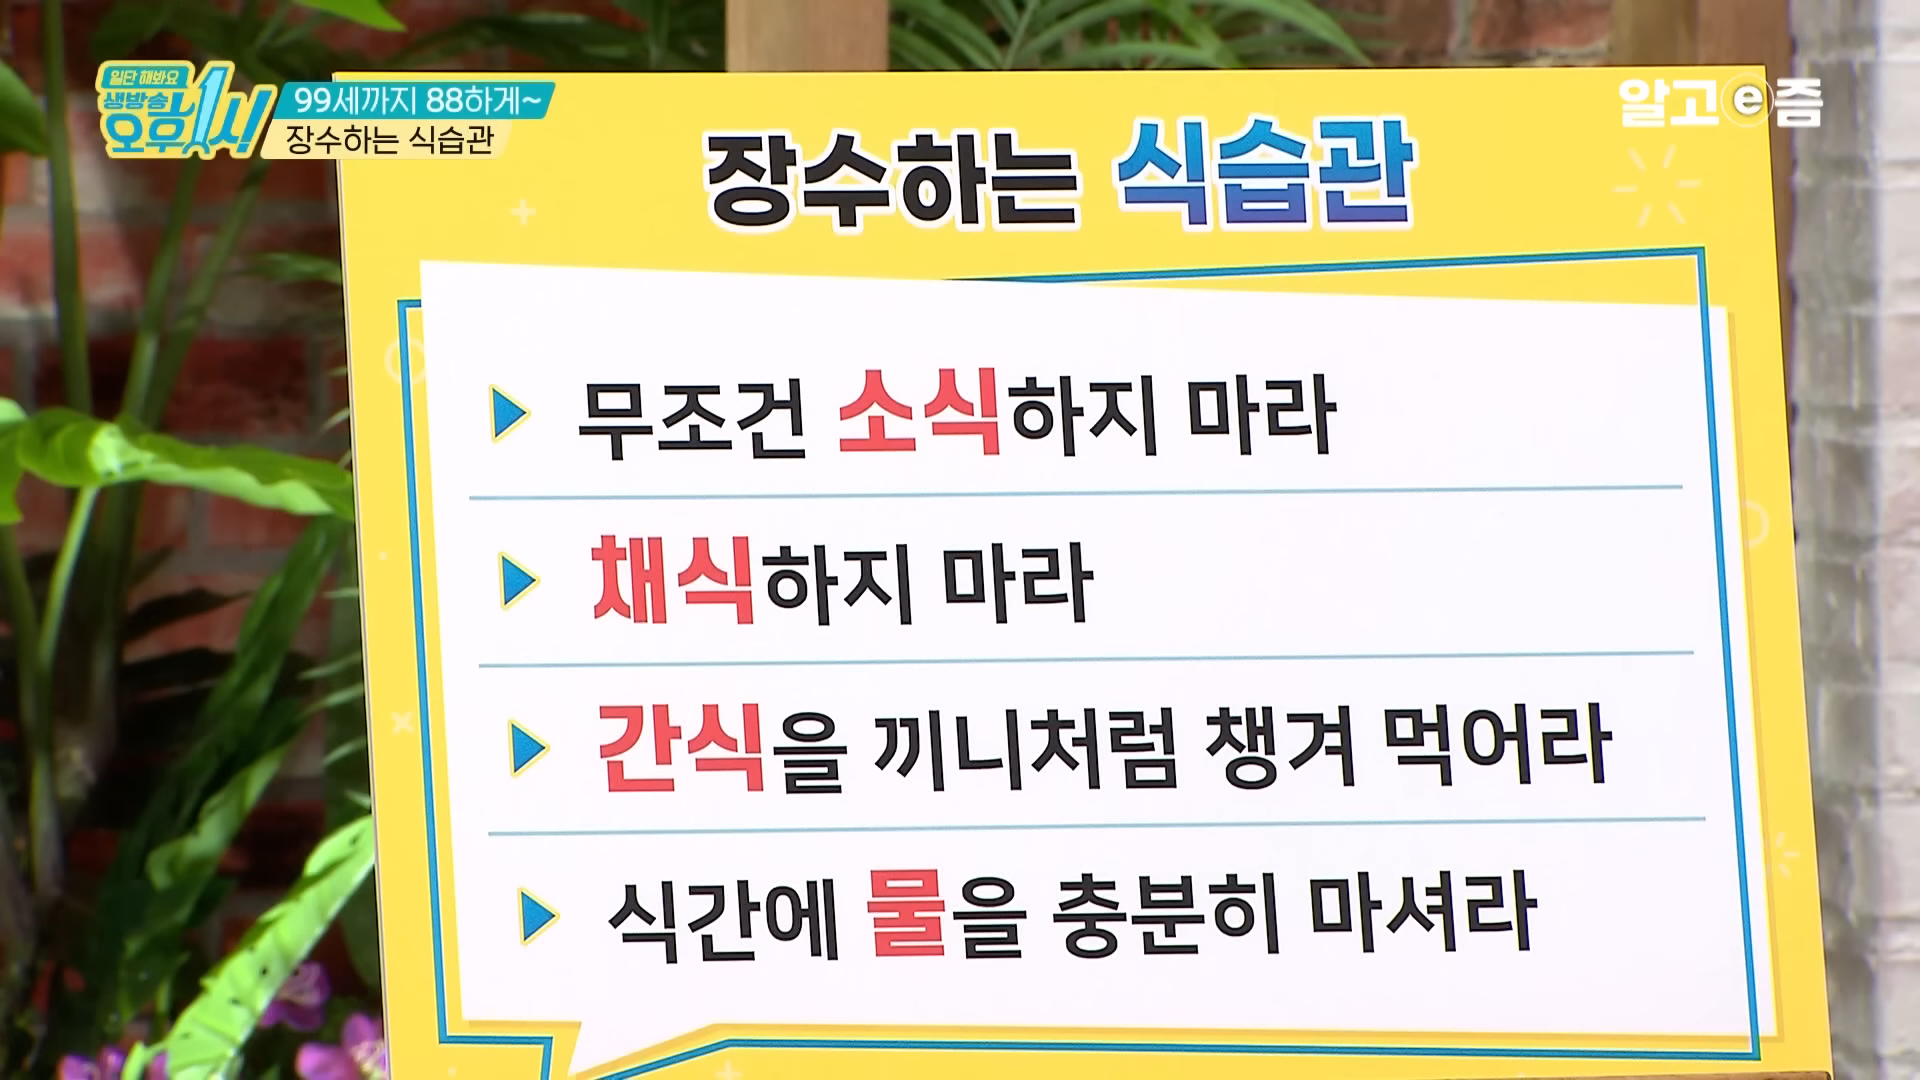 일단 해봐요
생방송
오후1시!
99세까지 88하게~
장수하는 식습관
알고e즘
장수하는 식습관
무조건 소식하지 마라
채식하지 마라
간식을 끼니처럼 챙겨 먹어라
식간에 물을 충분히 마셔라